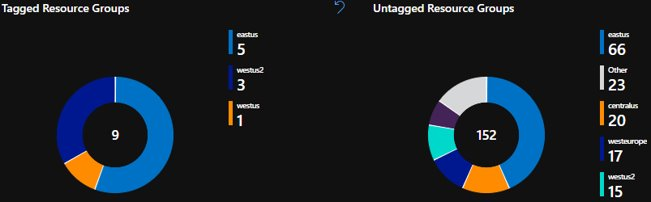 Tagged Resource Groups
eastus
5
westus2
3
westus
1
9
Untagged Resource Groups
eastus
66
Other
23
centralus
20
westeurope
17
westus2
15
152